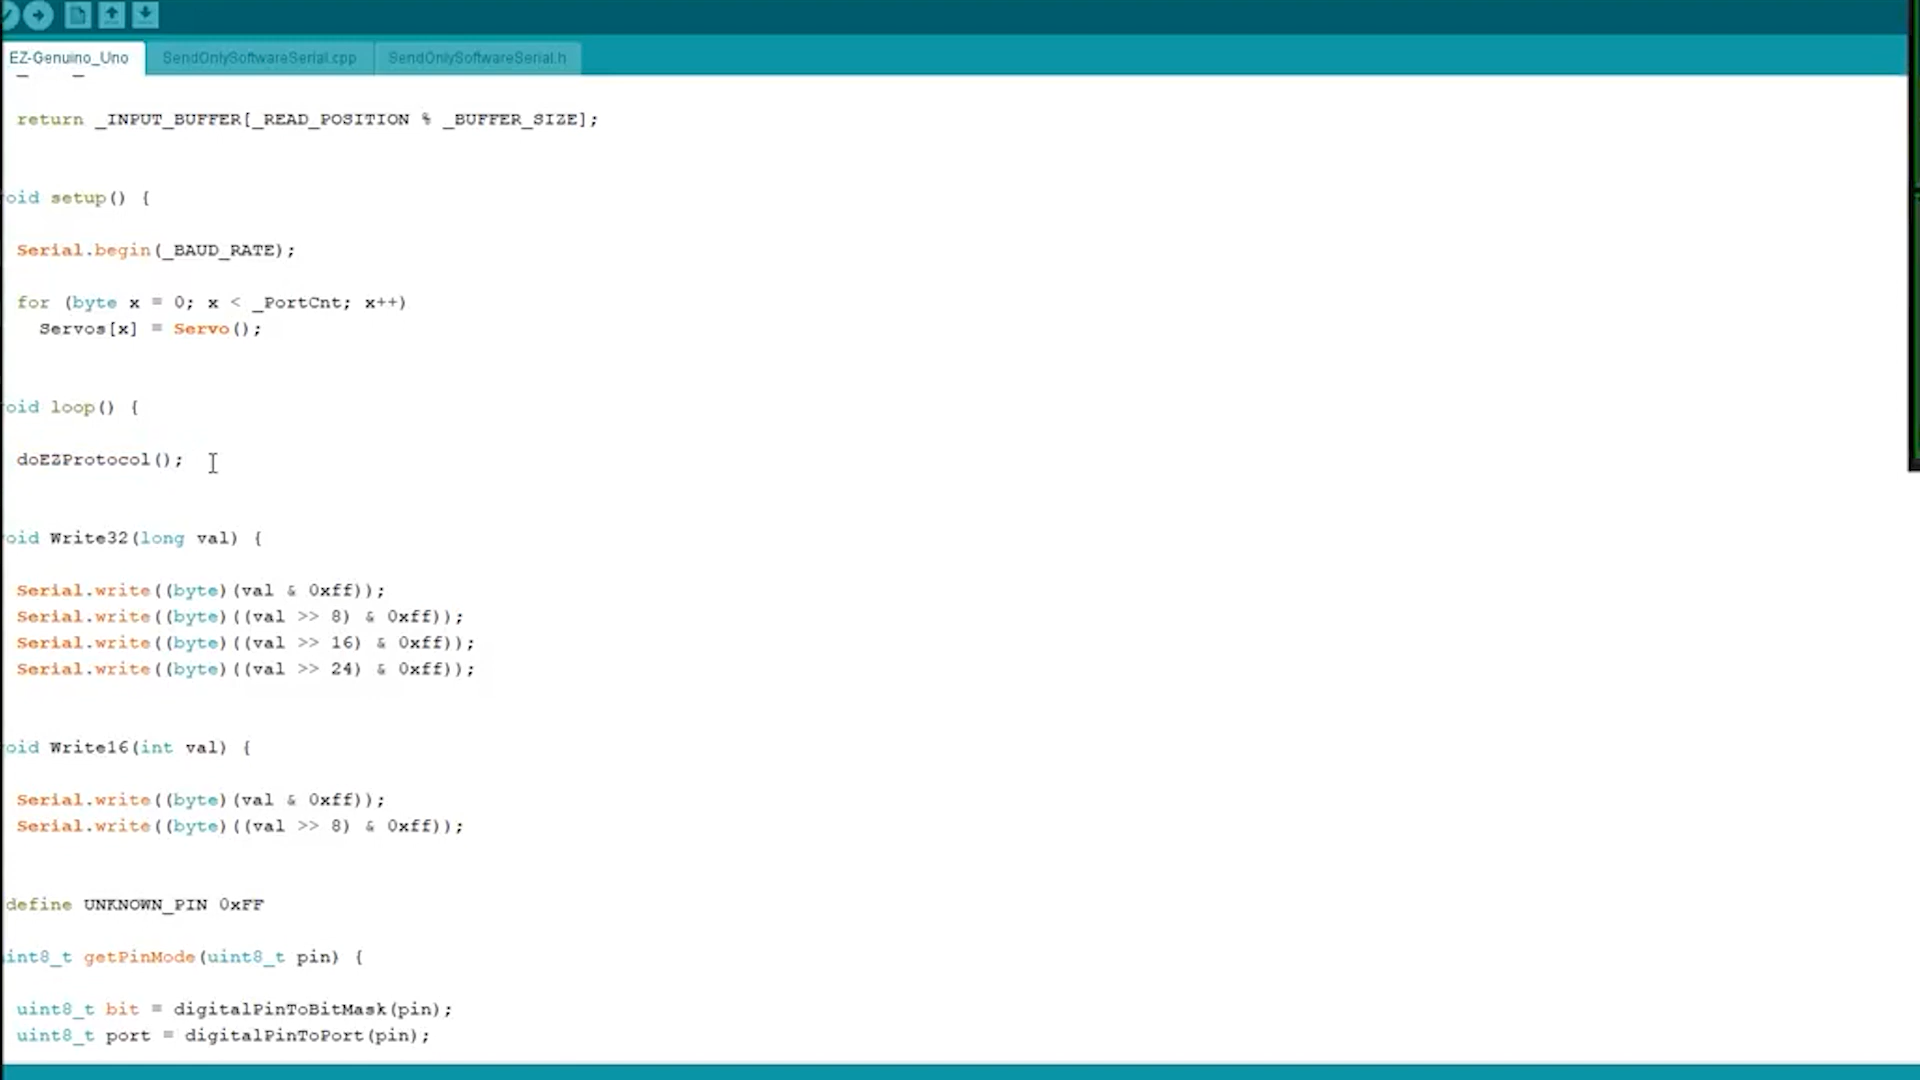 EZ-Genuino_Uno SendOnlySoftwareSerial.cpp SendOnlySoftwareSerial.h
return _INPUT_BUFFER[_READ_POSITION % _BUFFER_SIZE];
oid setup() {
Serial.begin(_BAUD_RATE);
for (byte x = 0; x < _PortCnt; x++)
Servos[x] = Servo();
oid loop() {
doEZProtocol();
oid Write32(long val) {
Serial.write((byte)(val & 0xff));
Serial.write((byte)((val >> 8) & 0xff));
Serial.write((byte)((val >> 16) & 0xff));
Serial.write((byte)((val >> 24) & 0xff));
oid Write16(int val) {
Serial.write((byte)(val & 0xff));
Serial.write((byte)((val >> 8) & 0xff));
define UNKNOWN_PIN 0xFF
int8_t getPinMode(uint8_t pin) {
uint8_t bit = digitalPinToBitMask(pin);
uint8_t port = digitalPinToPort(pin);